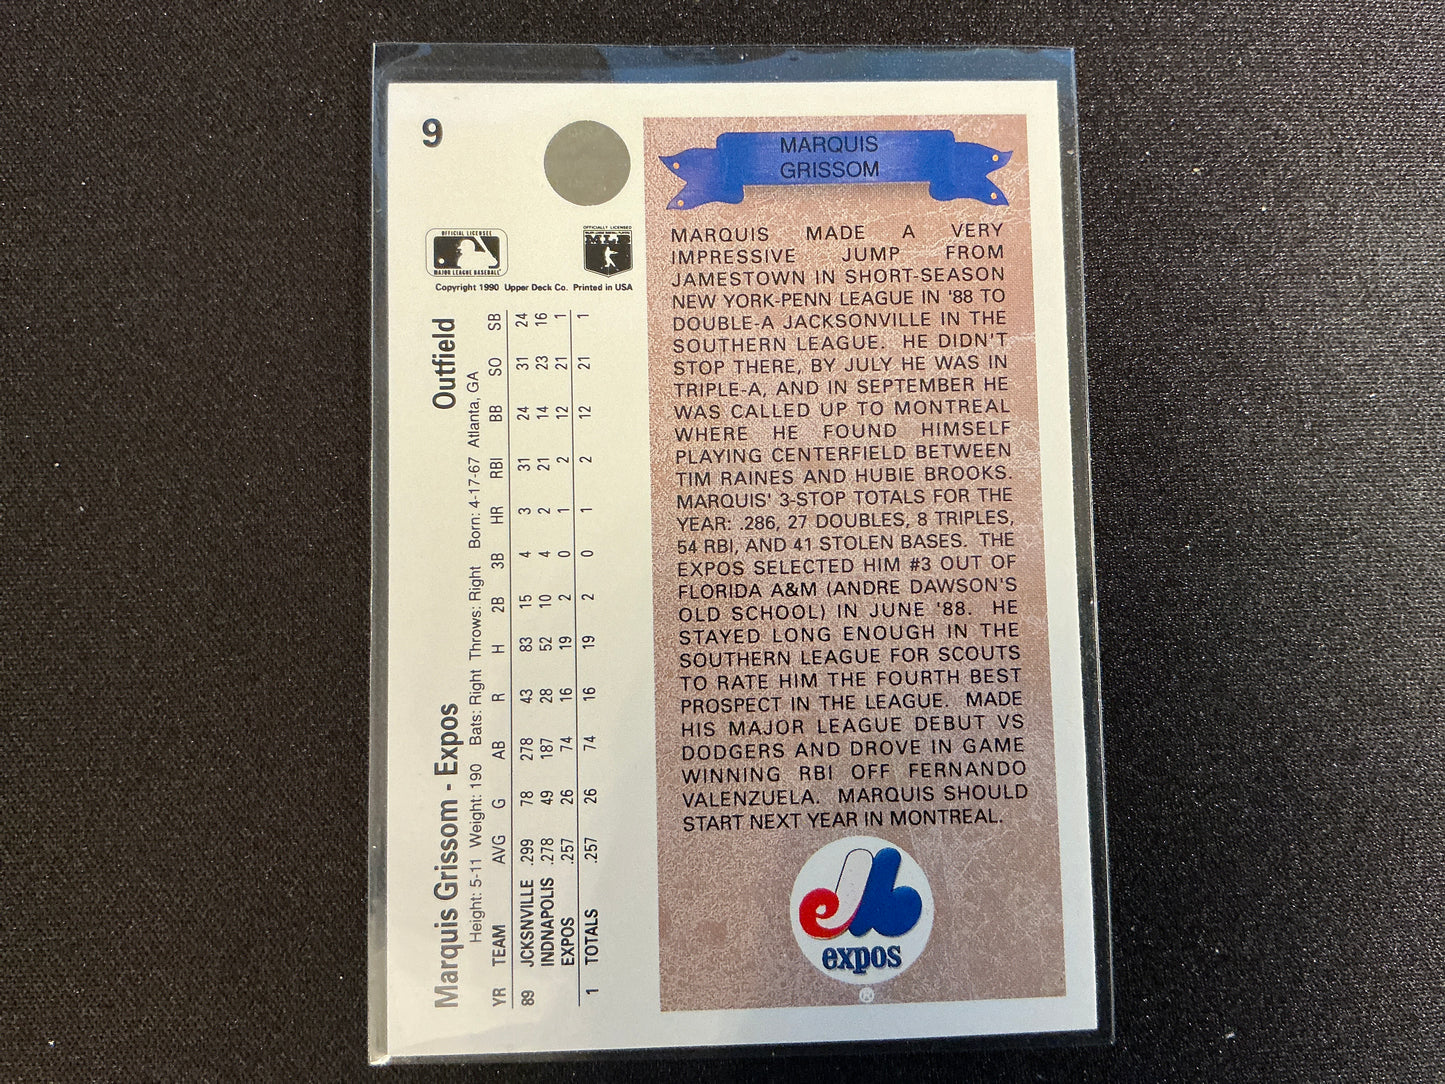 9
OFFICIAL LICENSEE
MAJOR LEAGUE BASEBALL
OFFICIALLY LICENSED
Copyright 1990 Upper Deck Co. Printed in USA
Marquis Grissom - Expos Outfield
Height: 5-11 Weight: 190 Bats: Right Throws: Right Born: 4-17-67 Atlanta, GA
YR TEAM AVG G AB R H 2B 3B HR RBI BB SO SB
89 JCKSNVILLE .299 78 278 43 83 15 4 3 31 24 31 24
INDNAPOLIS .278 49 187 28 52 10 4 2 21 14 23 16
EXPOS .257 26 74 16 19 2 0 1 2 12 21 1
1 TOTALS .257 26 74 16 19 2 0 1 2 12 21 1
MARQUIS
GRISSOM
MARQUIS MADE A VERY
IMPRESSIVE JUMP FROM
JAMESTOWN IN SHORT-SEASON
NEW YORK-PENN LEAGUE IN '88 TO
DOUBLE-A JACKSONVILLE IN THE
SOUTHERN LEAGUE. HE DIDN'T
STOP THERE, BY JULY HE WAS IN
TRIPLE-A, AND IN SEPTEMBER HE
WAS CALLED UP TO MONTREAL
WHERE HE FOUND HIMSELF
PLAYING CENTERFIELD BETWEEN
TIM RAINES AND HUBIE BROOKS.
MARQUIS' 3-STOP TOTALS FOR THE
YEAR: .286, 27 DOUBLES, 8 TRIPLES,
54 RBI, AND 41 STOLEN BASES. THE
EXPOS SELECTED HIM #3 OUT OF
FLORIDA A&M (ANDRE DAWSON'S
OLD SCHOOL) IN JUNE '88. HE
STAYED LONG ENOUGH IN THE
SOUTHERN LEAGUE FOR SCOUTS
TO RATE HIM THE FOURTH BEST
PROSPECT IN THE LEAGUE. MADE
HIS MAJOR LEAGUE DEBUT VS
DODGERS AND DROVE IN GAME
WINNING RBI OFF FERNANDO
VALENZUELA. MARQUIS SHOULD
START NEXT YEAR IN MONTREAL.
expos
®